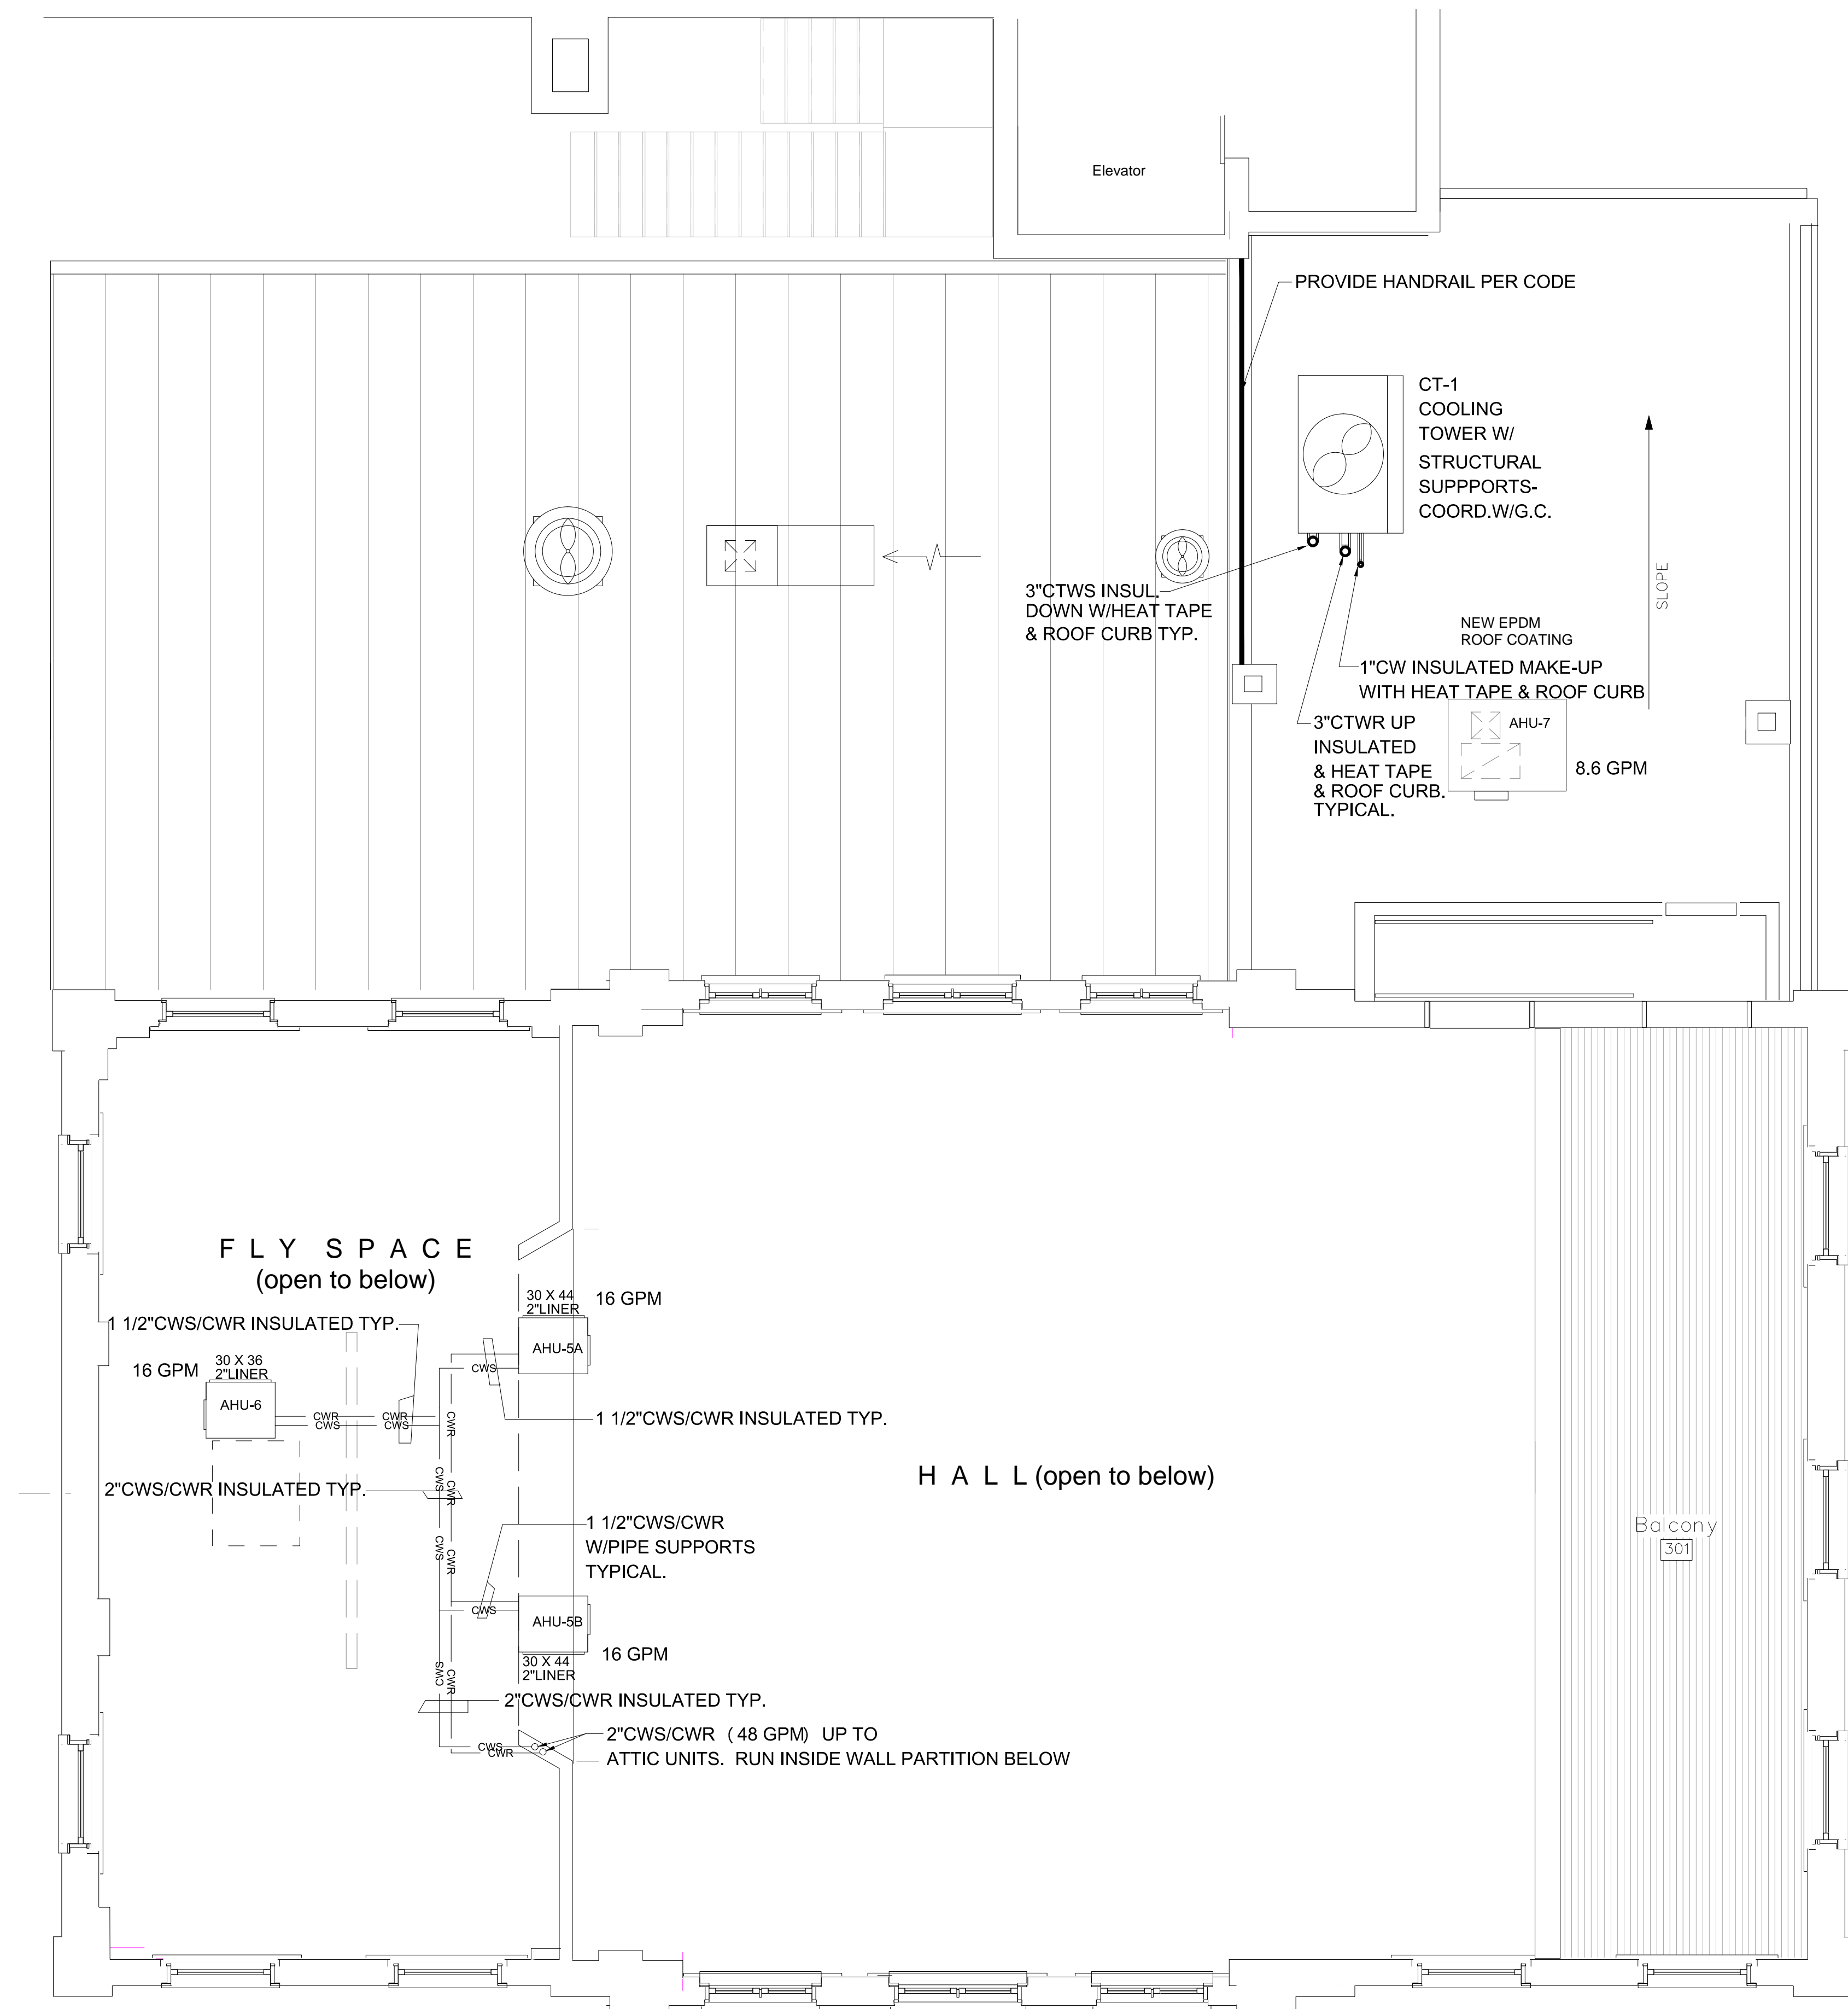 Elevator
PROVIDE HANDRAIL PER CODE
CT-1
COOLING
TOWER W/
STRUCTURAL
SUPPPORTS-
COORD.W/G.C.
SLOPE
3"CTWS INSUL.
DOWN W/HEAT TAPE
& ROOF CURB TYP.
NEW EPDM
ROOF COATING
1"CW INSULATED MAKE-UP
WITH HEAT TAPE & ROOF CURB
3"CTWR UP
INSULATED
& HEAT TAPE
& ROOF CURB.
TYPICAL.
AHU-7
8.6 GPM
FLY SPACE
(open to below)
30 X 44
2"LINER
16 GPM
AHU-5A
1 1/2"CWS/CWR INSULATED TYP.
16 GPM
30 X 36
2"LINER
AHU-6
CWS
CWR
CWS
CWR
CWS
CWR
1 1/2"CWS/CWR INSULATED TYP.
HALL (open to below)
2"CWS/CWR INSULATED TYP.
CWS
CWR
1 1/2"CWS/CWR
W/PIPE SUPPORTS
TYPICAL.
CWS
CWR
Balcony
301
CWS
AHU-5B
16 GPM
30 X 44
2"LINER
CWS
CWR
2"CWS/CWR INSULATED TYP.
2"CWS/CWR (48 GPM) UP TO
ATTIC UNITS. RUN INSIDE WALL PARTITION BELOW
CWS
CWR